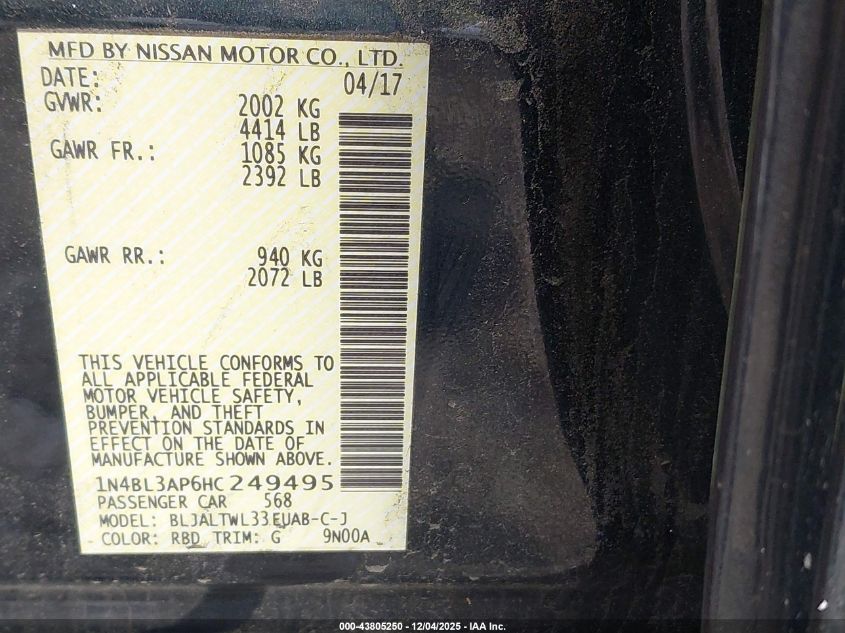 MFD BY NISSAN MOTOR CO., LTD.
DATE: 04/17
GVWR: 2002 KG
4414 LB
GAWR FR.: 1085 KG
2392 LB
GAWR RR.: 940 KG
2072 LB
THIS VEHICLE CONFORMS TO
ALL APPLICABLE FEDERAL
MOTOR VEHICLE SAFETY,
BUMPER, AND THEFT
PREVENTION STANDARDS IN
EFFECT ON THE DATE OF
MANUFACTURE SHOWN ABOVE.
1N4BL3AP6HC249495
PASSENGER CAR 568
MODEL: BLJALTWL33EUAB-C-J
COLOR: RBD TRIM: G 9N00A
000-43805250 - 12/04/2025 - IAA Inc.